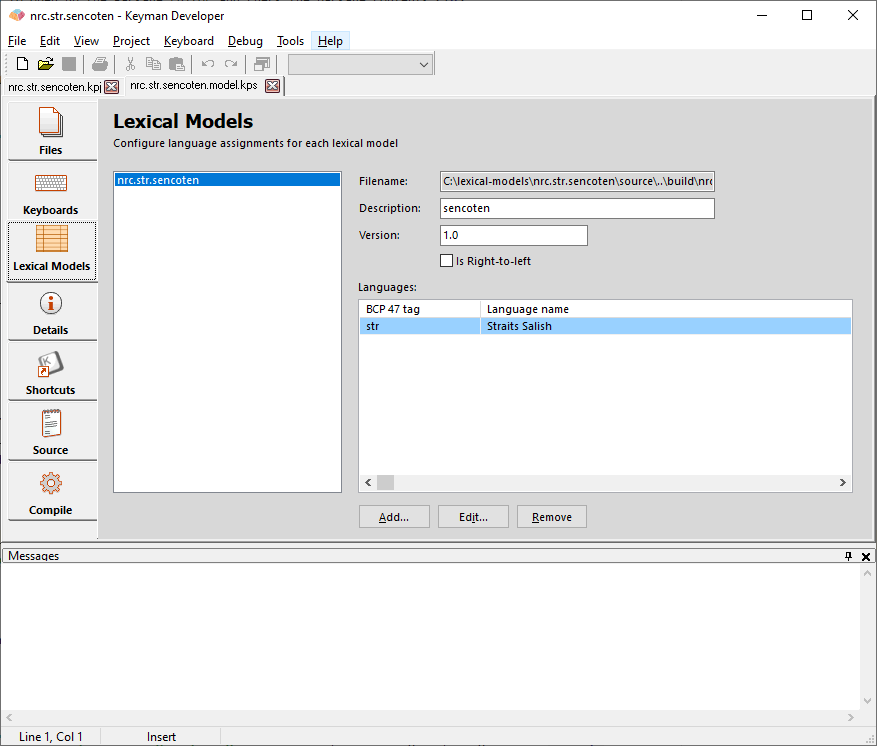 nrc.str.sencoten - Keyman Developer
File Edit View Project Keyboard Debug Tools Help
nrc.str.sencoten.kpj nrc.str.sencoten.model.kps
Files
Keyboards
Lexical Models
Details
Shortcuts
Source
Compile
Lexical Models
Configure language assignments for each lexical model
nrc.str.sencoten
Filename: C:\lexical-models\nrc.str.sencoten\source\..\build\nrc
Description: sencoten
Version: 1.0
Is Right-to-left
Languages:
BCP 47 tag Language name
str Straits Salish
Add... Edit... Remove
Messages
Line 1, Col 1 Insert